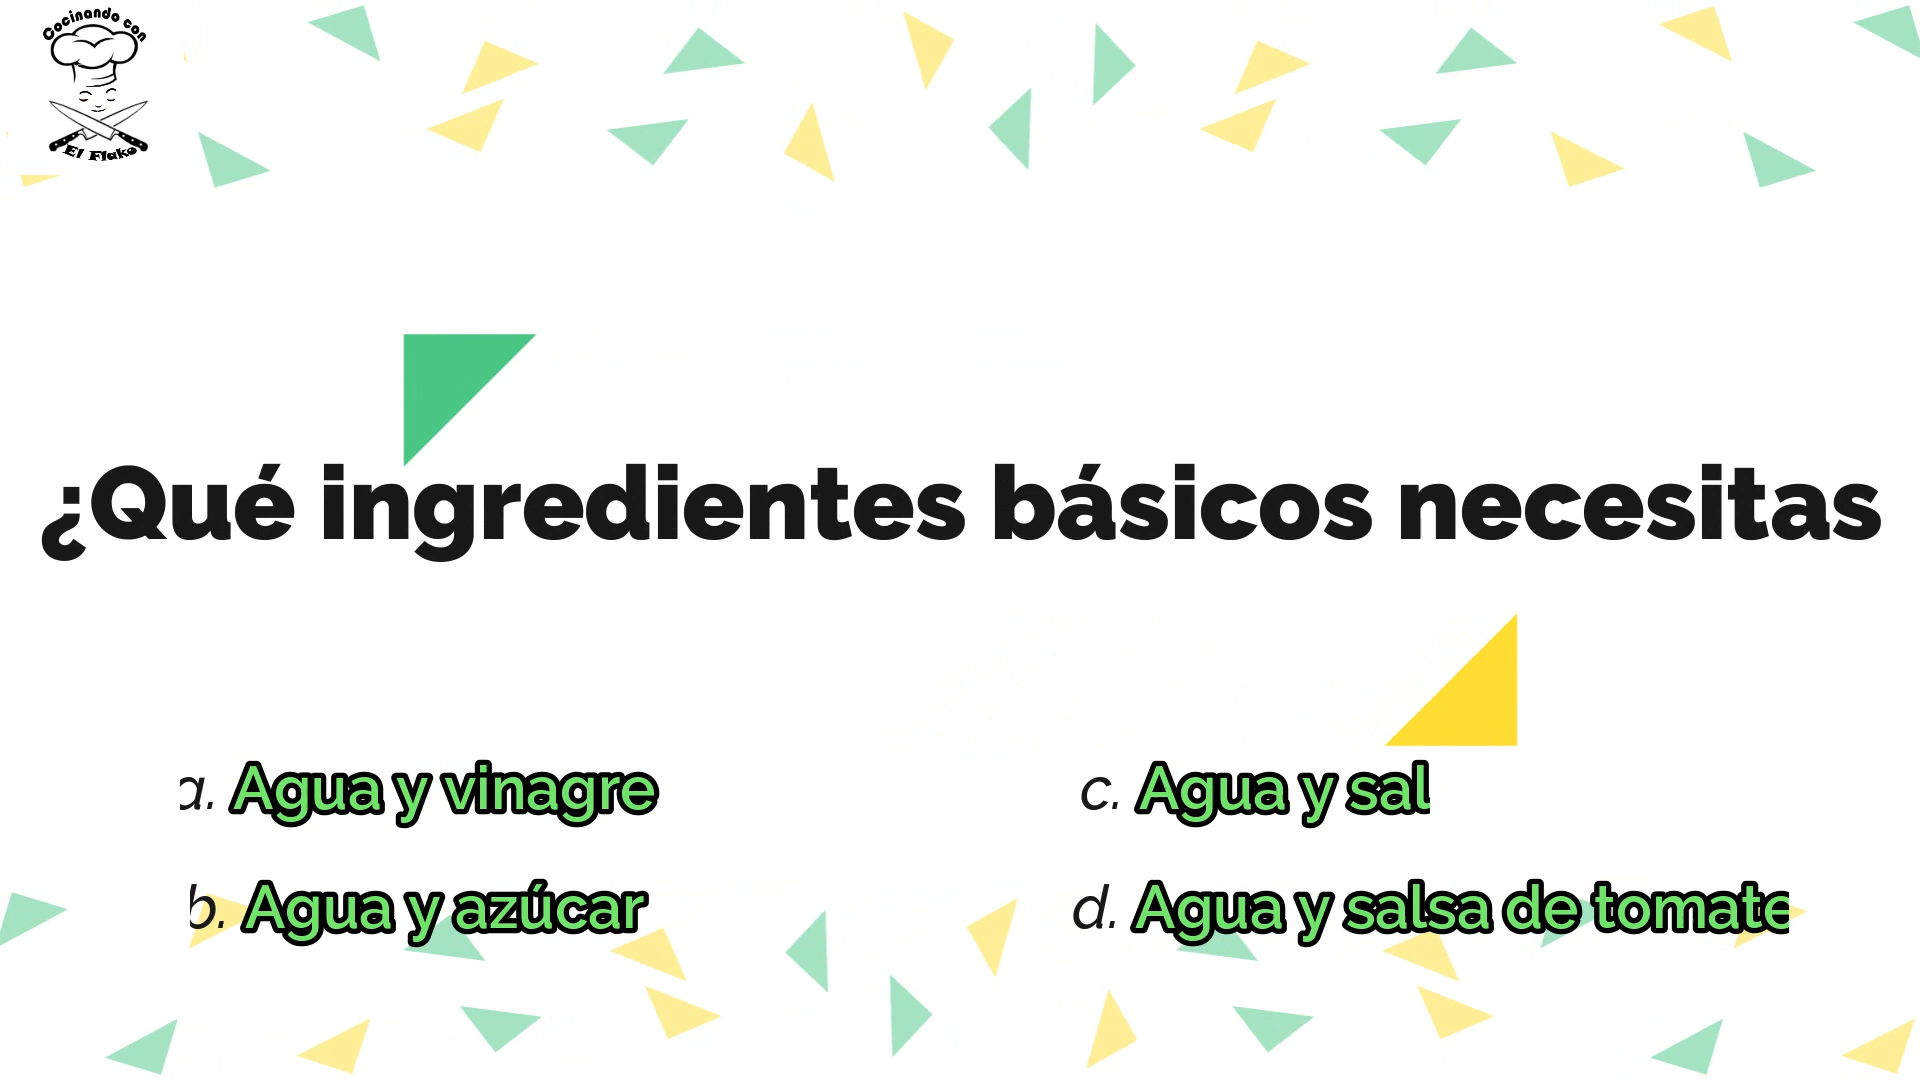 Cocinando con
El Flako
¿Qué ingredientes básicos necesitas
a. Agua y vinagre
c. Agua y sal
b. Agua y azúcar
d. Agua y salsa de tomate